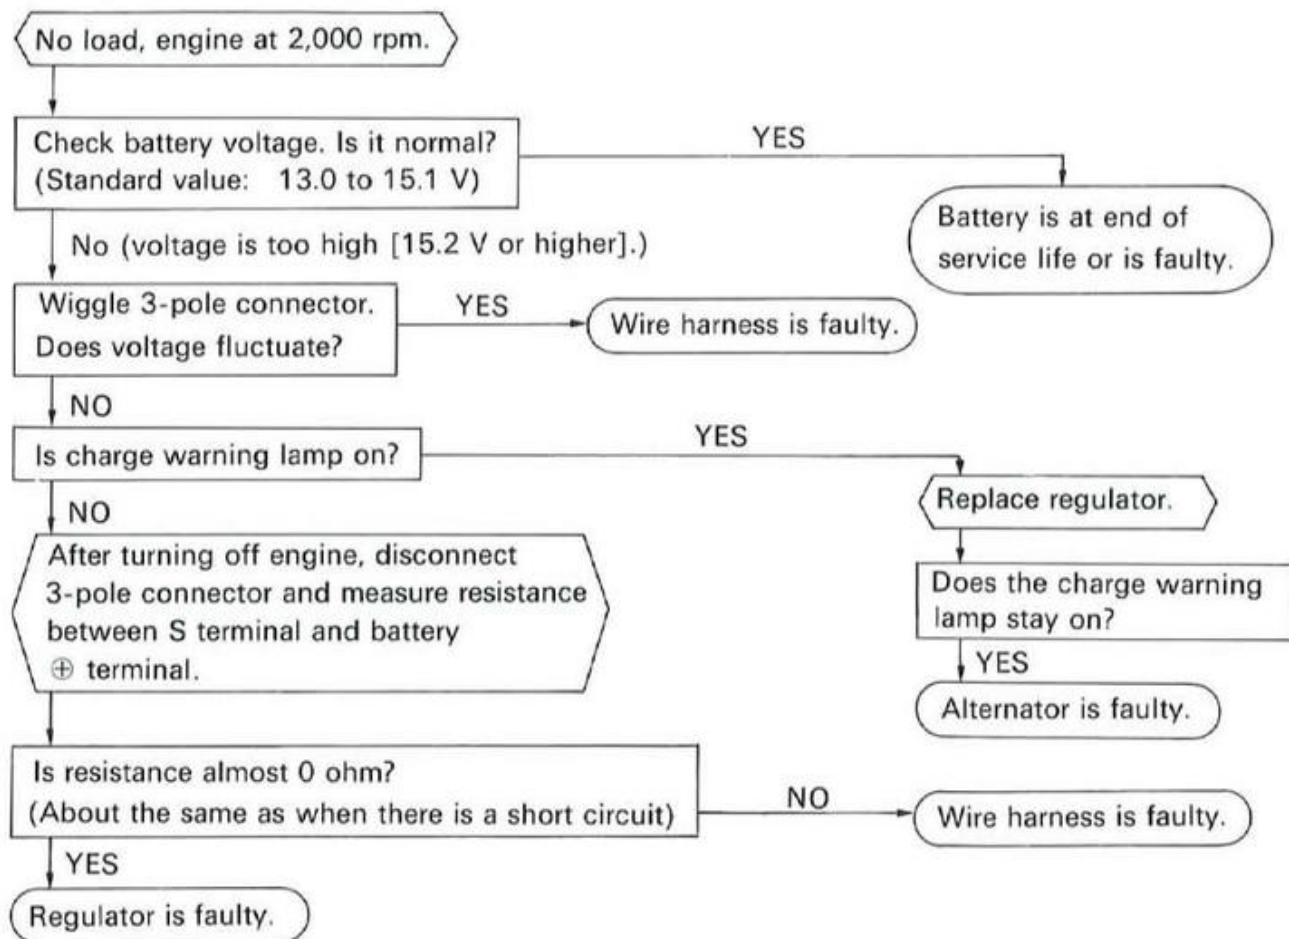 No load, engine at 2,000 rpm.
Check battery voltage. Is it normal?
(Standard value: 13.0 to 15.1 V)
YES
Battery is at end of
service life or is faulty.
No (voltage is too high [15.2 V or higher].)
Wiggle 3-pole connector.
Does voltage fluctuate?
YES
Wire harness is faulty.
NO
Is charge warning lamp on?
YES
Replace regulator.
Does the charge warning
lamp stay on?
YES
Alternator is faulty.
NO
After turning off engine, disconnect
3-pole connector and measure resistance
between S terminal and battery
⊕ terminal.
Is resistance almost 0 ohm?
(About the same as when there is a short circuit)
NO
Wire harness is faulty.
YES
Regulator is faulty.